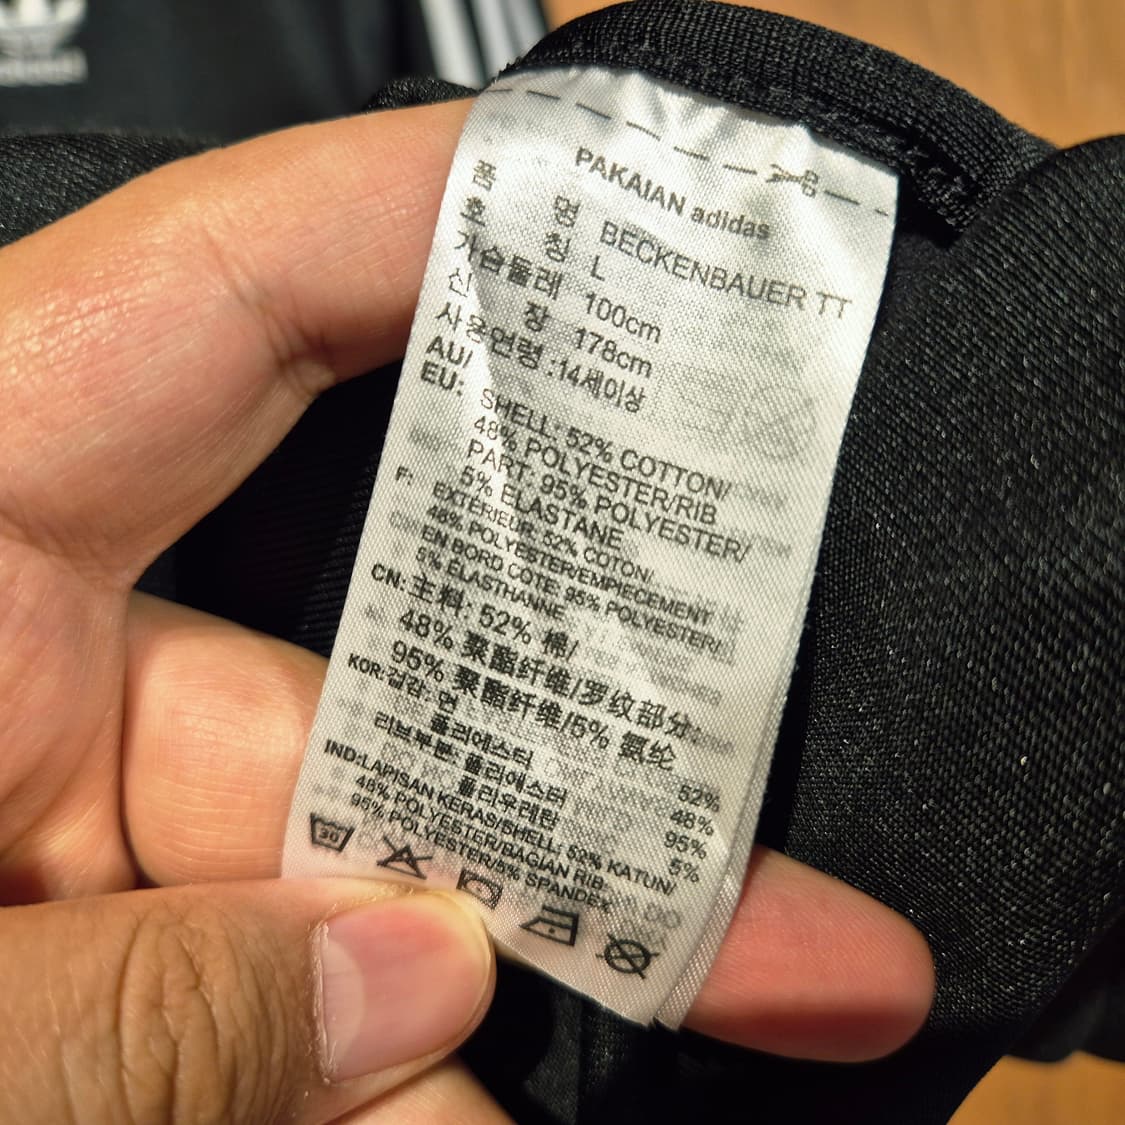 PAKAIAN adidas
품 명 BECKENBAUER TT
호 칭 L
가슴둘레 100cm
신 장 178cm
사용연령 :14세이상
AU/
EU: SHELL: 52% COTTON/
48% POLYESTER/RIB
PART: 95% POLYESTER/
5% ELASTANE
F: EXTERIEUR: 52% COTON/
48% POLYESTER/EMPIECEMENT
EN BORD COTE: 95% POLYESTER/
5% ELASTHANNE
CN: 主料: 52% 棉/
48% 聚酯纤维/罗纹部分:
95% 聚酯纤维/5% 氨纶
KOR:겉감: 면 52%
폴리에스터 48%
리브부분: 폴리에스터 95%
폴리우레탄 5%
IND:LAPISAN KERAS/SHELL: 52% KATUN/
48% POLYESTER/BAGIAN RIB:
95% POLYESTER/5% SPANDEX
30